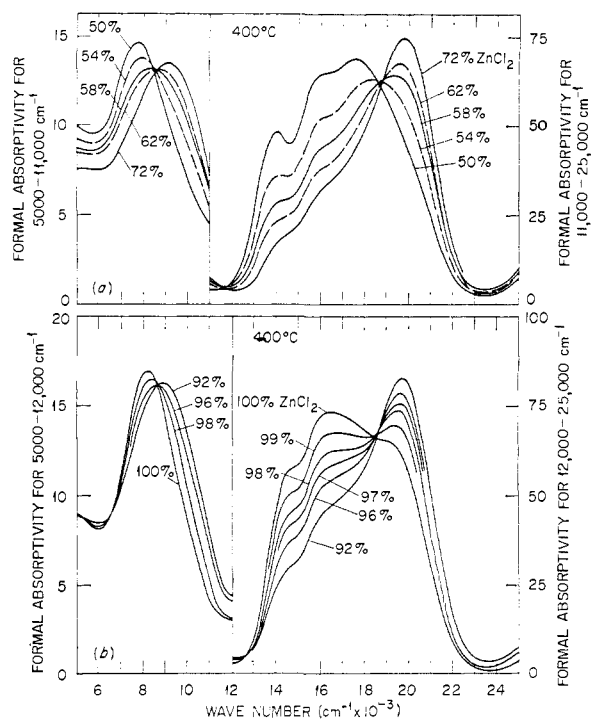 15
10
5
0
FORMAL ABSORPTIVITY FOR
5000–11,000 cm⁻¹
50%
54%
58%
62%
72%
(a)
400°C
72% ZnCl₂
62%
58%
54%
50%
75
50
25
0
FORMAL ABSORPTIVITY FOR
11,000–25,000 cm⁻¹
20
15
10
5
0
FORMAL ABSORPTIVITY FOR 5000–12,000 cm⁻¹
92%
96%
98%
100%
(b)
400°C
100% ZnCl₂
99%
98%
97%
96%
92%
100
75
50
25
0
FORMAL ABSORPTIVITY FOR 12,000–25,000 cm⁻¹
6 8 10 12 14 16 18 20 22 24
WAVE NUMBER (cm⁻¹x10⁻³)